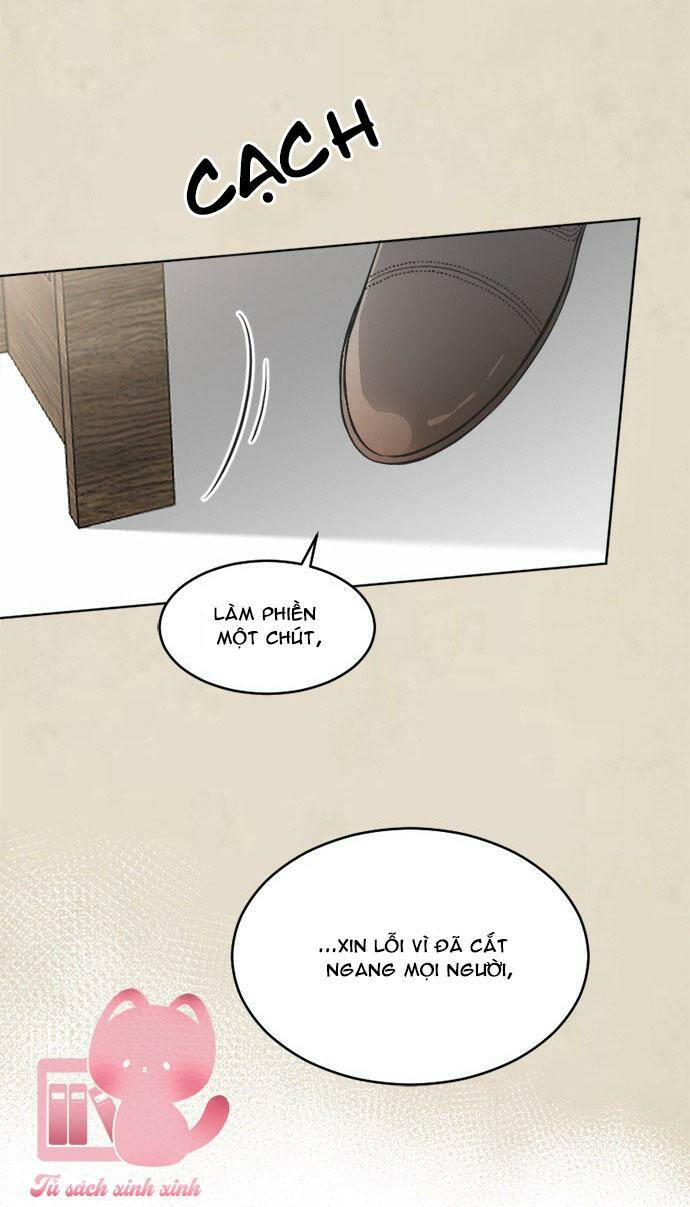 CẠCH
LÀM PHIỀN
MỘT CHÚT,
...XIN LỖI VÌ ĐÃ CẮT
NGANG MỌI NGƯỜI,
Tủ sách xinh xinh